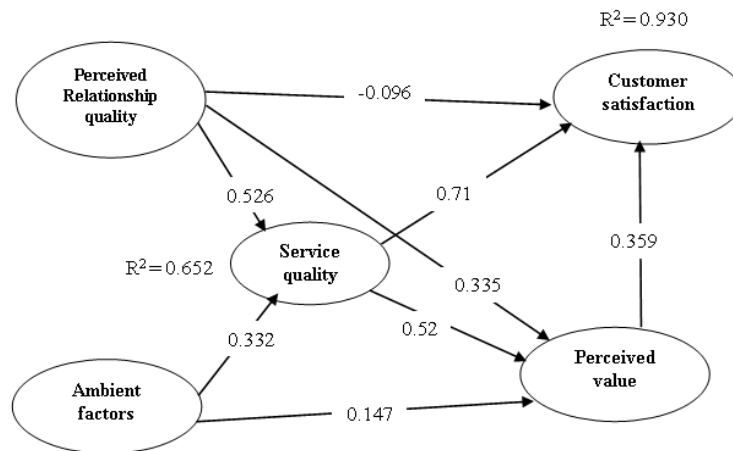 R²=0.930
Perceived
Relationship
quality
Customer
satisfaction
-0.096
0.526
0.71
0.359
Service
quality
R²=0.652
0.335
0.332
0.52
Perceived
value
Ambient
factors
0.147